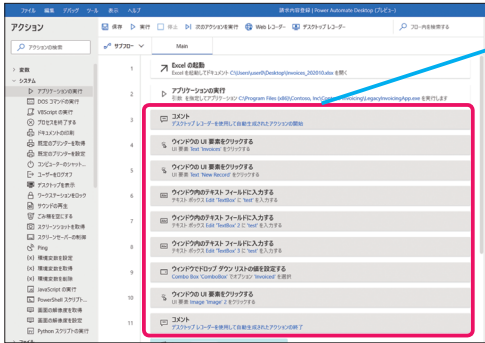 ファイル 編集 デバッグ ツール 表示 ヘルプ
請求内容登録 | Power Automate Desktop (プレビュー)
アクション
保存 実行 停止 次のアクションを実行 Web レコーダー デスクトップ レコーダー フロー内を検索する
アクションの検索
サブフロー Main
変数
システム
アプリケーションの実行
DOS コマンドの実行
VBScript の実行
プロセスを終了する
ドキュメントの印刷
既定のプリンターを取得
既定のプリンターを設定
コンピューターのシャット...
ユーザーをログオフ
デスクトップを表示
ワークステーションをロック
サウンドの再生
ごみ箱を空にする
スクリーンショットを取得
スクリーンセーバーの制御
Ping
環境変数を設定
環境変数を取得
環境変数を削除
JavaScript の実行
PowerShell スクリプト...
画面の解像度を取得
画面の解像度を設定
Python スクリプトの実行
ファイル
1
Excel の起動
Excel を起動してドキュメント C:\Users\user0\Desktop\Invoices_202010.xlsx を開く
2
アプリケーションの実行
引数 を指定してアプリケーション C:\Program Files (x86)\Contoso, Inc\Contoso Invoicing\LegacyInvoicingApp.exe を実行します
3
コメント
デスクトップ レコーダーを使用して自動生成されたアクションの開始
4
ウィンドウの UI 要素をクリックする
UI 要素 Text 'Invoices' をクリックする
5
ウィンドウの UI 要素をクリックする
UI 要素 Text 'New Record' をクリックする
6
ウィンドウ内のテキスト フィールドに入力する
テキスト ボックス Edit 'TextBox' に 'test' を入力する
7
ウィンドウ内のテキスト フィールドに入力する
テキスト ボックス Edit 'TextBox' 2 に 'test' を入力する
8
ウィンドウ内のテキスト フィールドに入力する
テキスト ボックス Edit 'TextBox' 3 に 'test' を入力する
9
ウィンドウでドロップ ダウン リストの値を設定する
Combo Box 'ComboBox' でオプション 'Invoiced' を選択
10
ウィンドウの UI 要素をクリックする
UI 要素 Image 'Image' 2 をクリックする
11
コメント
デスクトップ レコーダーを使用して自動生成されたアクションの終了